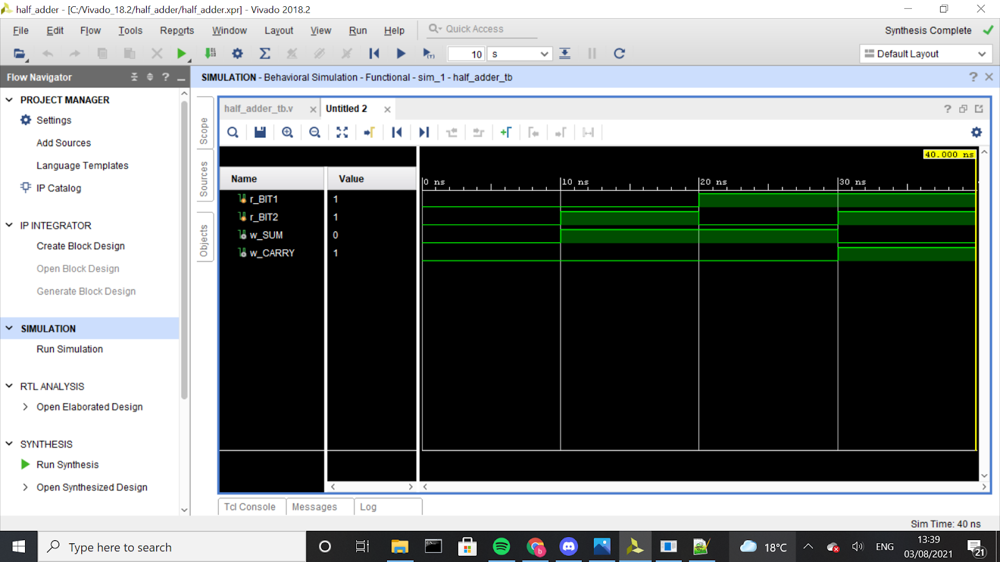 half_adder - [C:/Vivado_18.2/half_adder/half_adder.xpr] - Vivado 2018.2
File Edit Flow Tools Reports Window Layout View Run Help Quick Access Synthesis Complete
10 s Default Layout
Flow Navigator
SIMULATION - Behavioral Simulation - Functional - sim_1 - half_adder_tb
PROJECT MANAGER
Settings
Add Sources
Language Templates
IP Catalog
IP INTEGRATOR
Create Block Design
Open Block Design
Generate Block Design
SIMULATION
Run Simulation
RTL ANALYSIS
Open Elaborated Design
SYNTHESIS
Run Synthesis
Open Synthesized Design
Scope
Sources
Objects
half_adder_tb.v Untitled 2
40.000 ns
Name Value
0 ns 10 ns 20 ns 30 ns
r_BIT1 1
r_BIT2 1
w_SUM 0
w_CARRY 1
Tcl Console Messages Log
Sim Time: 40 ns
Type here to search
18°C ENG
13:39
03/08/2021
21